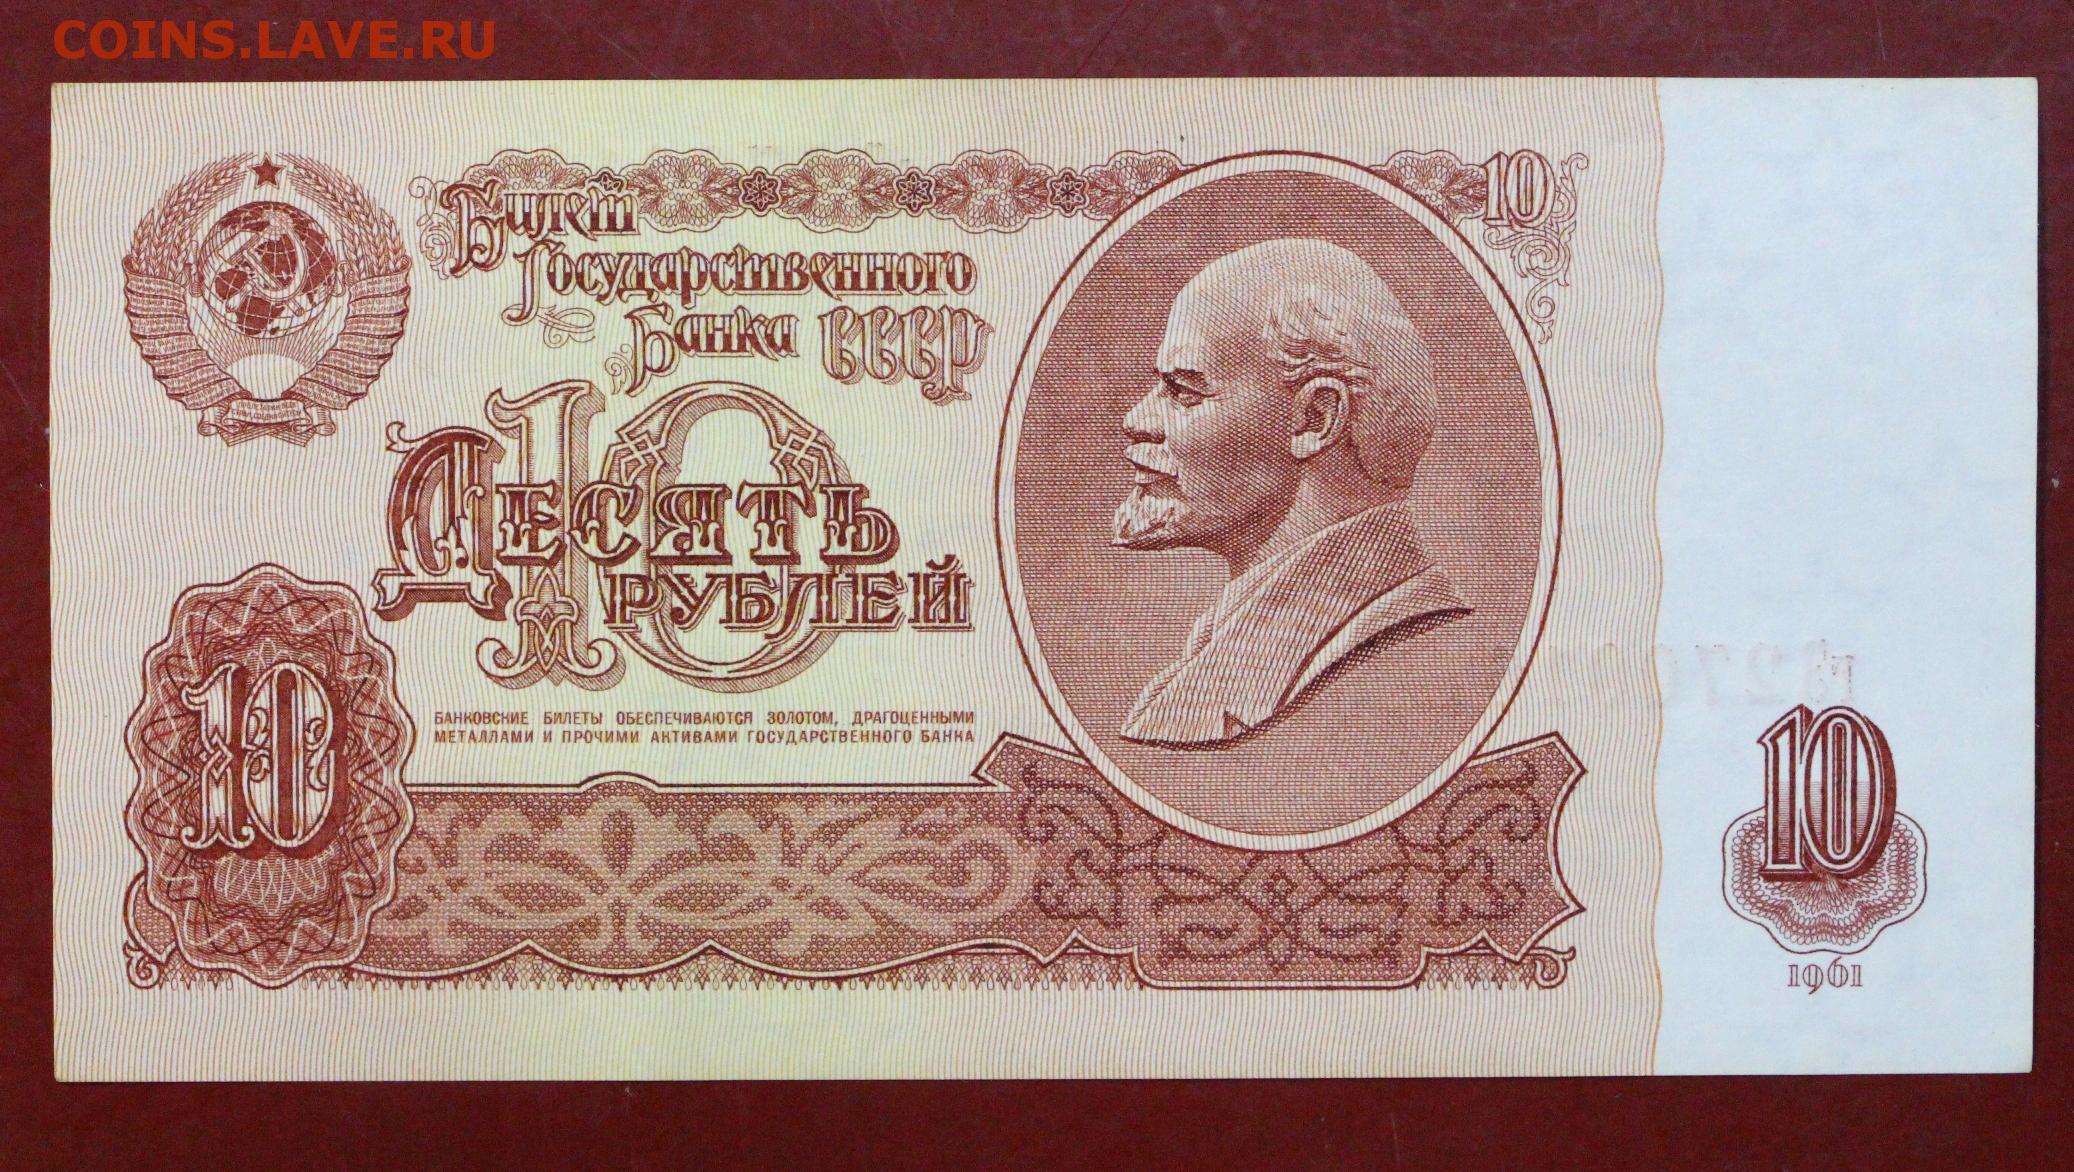 COINS.LAVE.RU
10
Билет
Государственного
Банка СССР
10
Десять
рублей
БАНКОВСКИЕ БИЛЕТЫ ОБЕСПЕЧИВАЮТСЯ ЗОЛОТОМ, ДРАГОЦЕННЫМИ
МЕТАЛЛАМИ И ПРОЧИМИ АКТИВАМИ ГОСУДАРСТВЕННОГО БАНКА
10
10
1961